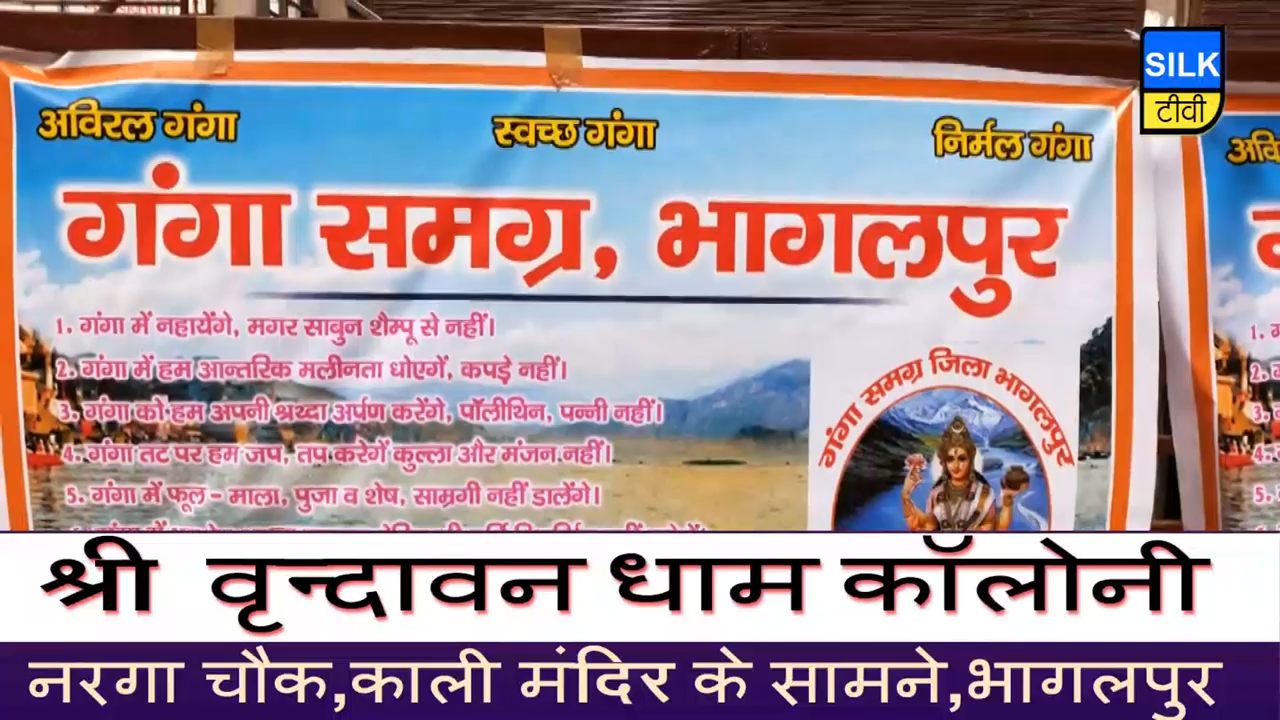 SILK
टीवी
अविरल गंगा स्वच्छ गंगा निर्मल गंगा
गंगा समग्र, भागलपुर
1. गंगा में नहायेंगे, मगर साबुन शैम्पू से नहीं।
2. गंगा में हम आन्तरिक मलीनता धोएगें, कपड़े नहीं।
3. गंगा को हम अपनी श्रध्दा अर्पण करेंगे, पॉलीथिन, पन्नी नहीं।
4. गंगा तट पर हम जप, तप करेगें कुल्ला और मंजन नहीं।
5. गंगा में फूल - माला, पुजा व शेष, साम्रगी नहीं डालेंगे।
गंगा समग्र जिला भागलपुर
श्री वृन्दावन धाम कॉलोनी
नरगा चौक,काली मंदिर के सामने,भागलपुर